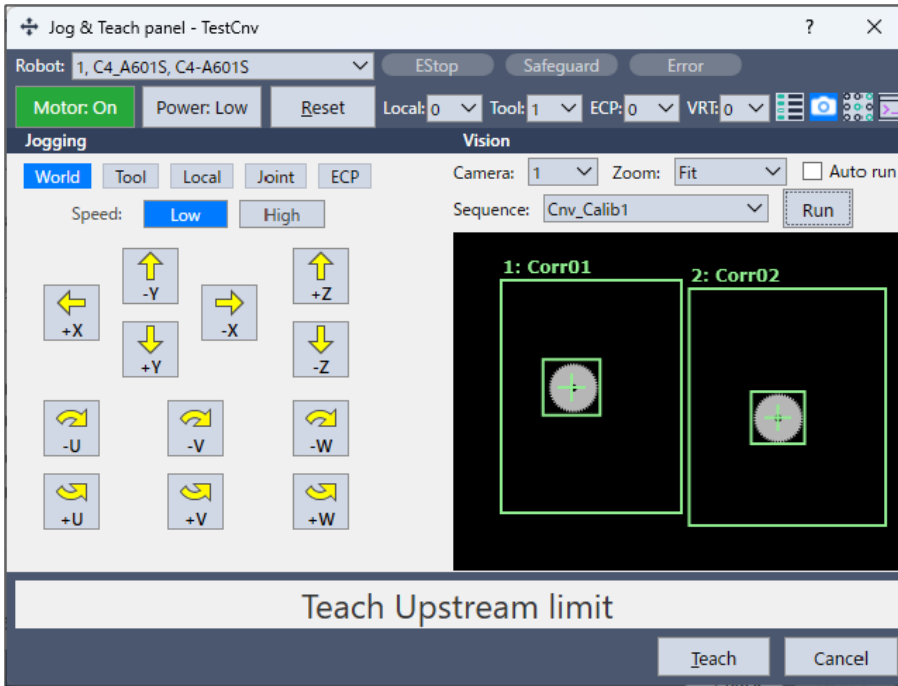 Jog & Teach panel - TestCnv ?
Robot: 1, C4_A601S, C4-A601S EStop Safeguard Error
Motor: On Power: Low Reset Local: 0 Tool: 1 ECP: 0 VRT: 0
Jogging Vision
World Tool Local Joint ECP Camera: 1 Zoom: Fit Auto run
Speed: Low High Sequence: Cnv_Calib1 Run
1: Corr01 2: Corr02
-Y +Z
+X -X
+Y -Z
-U -V -W
+U +V +W
Teach Upstream limit
Teach Cancel